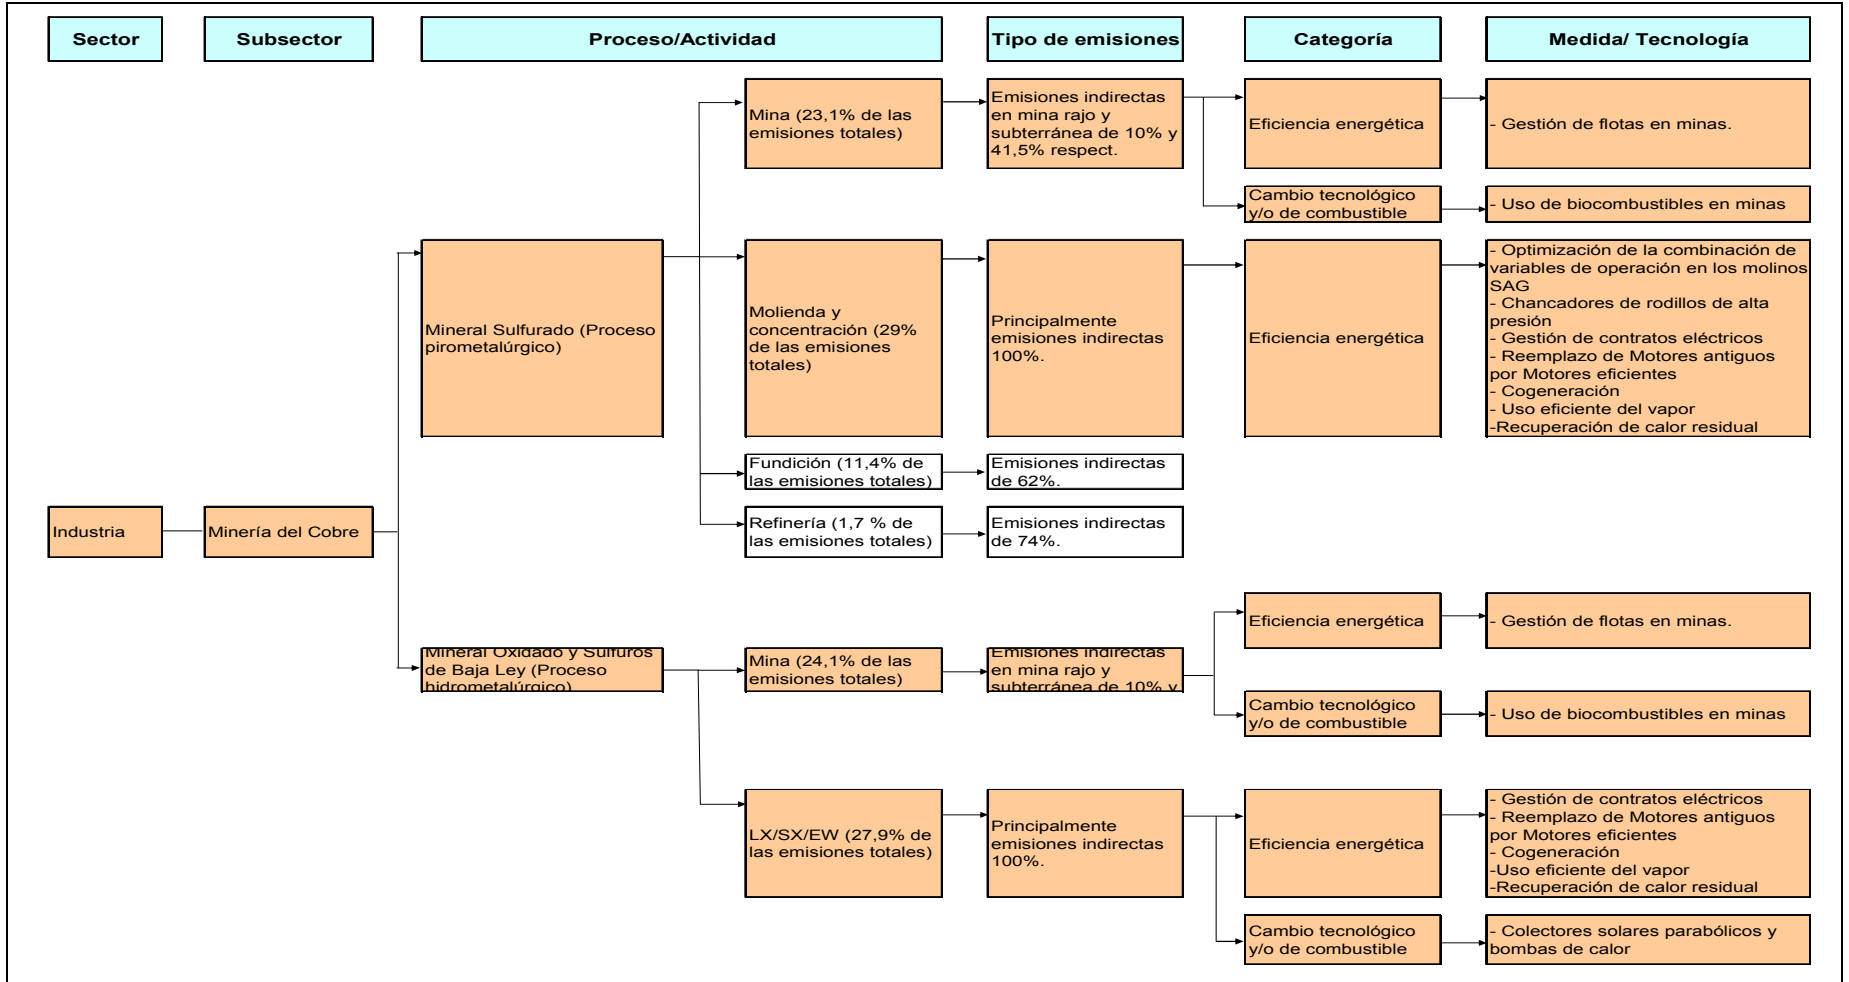 Sector
Subsector
Proceso/Actividad
Tipo de emisiones
Categoría
Medida/ Tecnología
Industria
Minería del Cobre
Mineral Sulfurado (Proceso
pirometalúrgico)
Mina (23,1% de las
emisiones totales)
Emisiones indirectas
en mina rajo y
subterránea de 10% y
41,5% respect.
Eficiencia energética
- Gestión de flotas en minas.
Cambio tecnológico
y/o de combustible
- Uso de biocombustibles en minas
Molienda y
concentración (29%
de las emisiones
totales)
Principalmente
emisiones indirectas
100%.
Eficiencia energética
- Optimización de la combinación de
variables de operación en los molinos
SAG
- Chancadores de rodillos de alta
presión
- Gestión de contratos eléctricos
- Reemplazo de Motores antiguos
por Motores eficientes
- Cogeneración
- Uso eficiente del vapor
-Recuperación de calor residual
Fundición (11,4% de
las emisiones totales)
Emisiones indirectas
de 62%.
Refinería (1,7 % de
las emisiones totales)
Emisiones indirectas
de 74%.
Mineral Oxidado y Sulfuros
de Baja Ley (Proceso
hidrometalúrgico)
Mina (24,1% de las
emisiones totales)
Emisiones indirectas
en mina rajo y
subterránea de 10% y
Eficiencia energética
- Gestión de flotas en minas.
Cambio tecnológico
y/o de combustible
- Uso de biocombustibles en minas
LX/SX/EW (27,9% de
las emisiones totales)
Principalmente
emisiones indirectas
100%.
Eficiencia energética
- Gestión de contratos eléctricos
- Reemplazo de Motores antiguos
por Motores eficientes
- Cogeneración
-Uso eficiente del vapor
-Recuperación de calor residual
Cambio tecnológico
y/o de combustible
- Colectores solares parabólicos y
bombas de calor